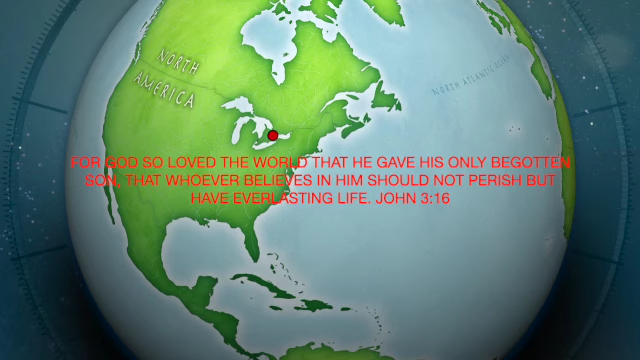 NORTH
AMERICA
NORTH ATLANTIC OCEAN
FOR GOD SO LOVED THE WORLD THAT HE GAVE HIS ONLY BEGOTTEN
SON, THAT WHOEVER BELIEVES IN HIM SHOULD NOT PERISH BUT
HAVE EVERLASTING LIFE. JOHN 3:16